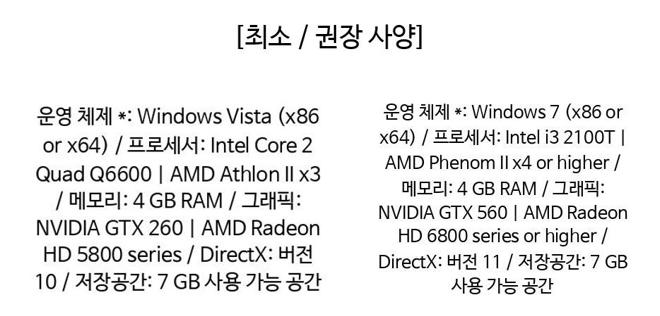 [최소 / 권장 사양]
운영 체제 *: Windows Vista (x86
or x64) / 프로세서: Intel Core 2
Quad Q6600 | AMD Athlon II x3
/ 메모리: 4 GB RAM / 그래픽:
NVIDIA GTX 260 | AMD Radeon
HD 5800 series / DirectX: 버전
10 / 저장공간: 7 GB 사용 가능 공간
운영 체제 *: Windows 7 (x86 or
x64) / 프로세서: Intel i3 2100T |
AMD Phenom II x4 or higher /
메모리: 4 GB RAM / 그래픽:
NVIDIA GTX 560 | AMD Radeon
HD 6800 series or higher /
DirectX: 버전 11 / 저장공간: 7 GB
사용 가능 공간